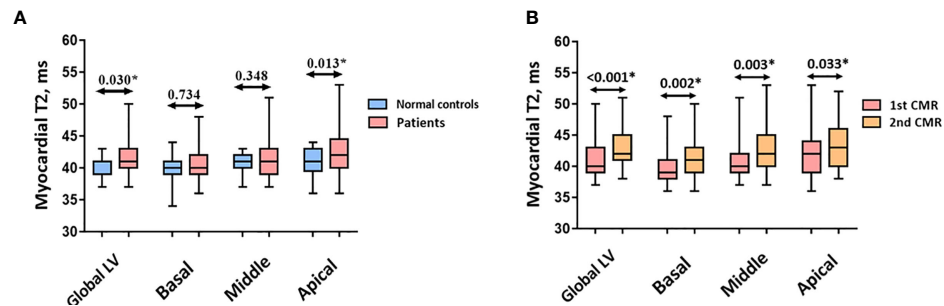 A
Myocardial T2, ms
60
55
50
45
40
35
30
0.030*
0.734
0.348
0.013*
Normal controls
Patients
Global LV
Basal
Middle
Apical
B
Myocardial T2, ms
60
55
50
45
40
35
30
<0.001*
0.002*
0.003*
0.033*
1st CMR
2nd CMR
Global LV
Basal
Middle
Apical